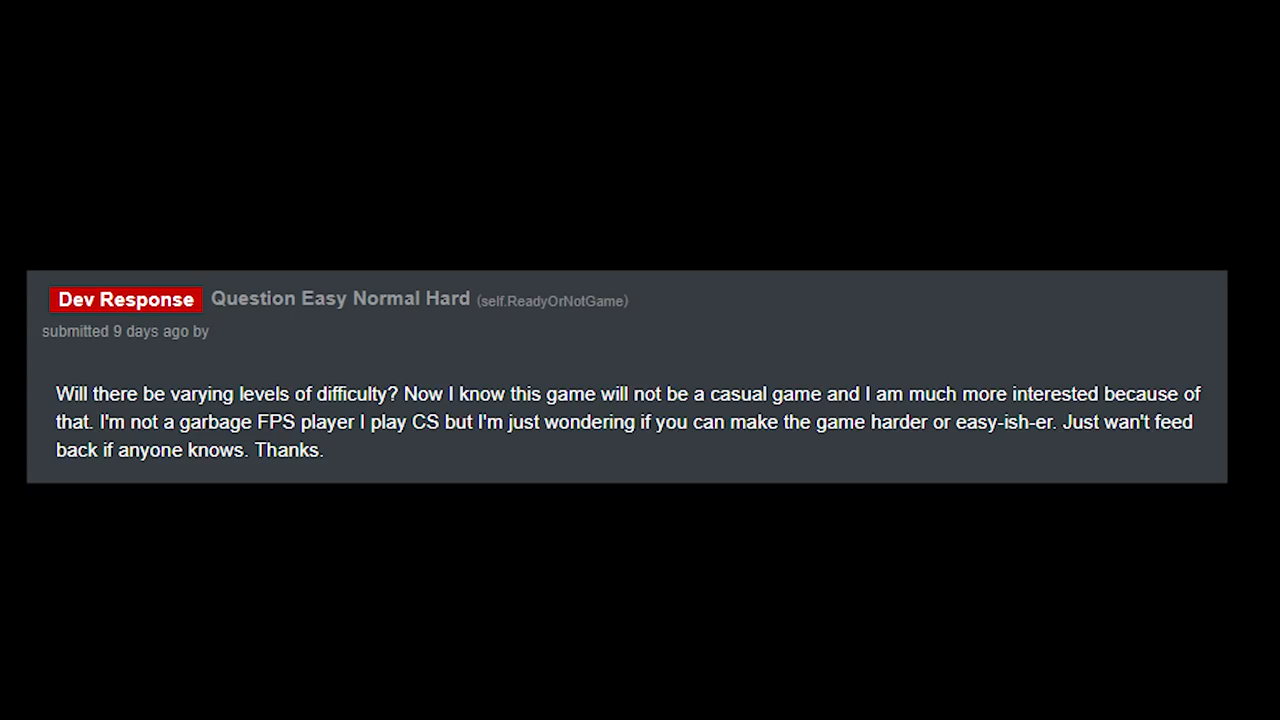 Dev Response Question Easy Normal Hard (self.ReadyOrNotGame)
submitted 9 days ago by
Will there be varying levels of difficulty? Now I know this game will not be a casual game and I am much more interested because of
that. I'm not a garbage FPS player I play CS but I'm just wondering if you can make the game harder or easy-ish-er. Just wan't feed
back if anyone knows. Thanks.